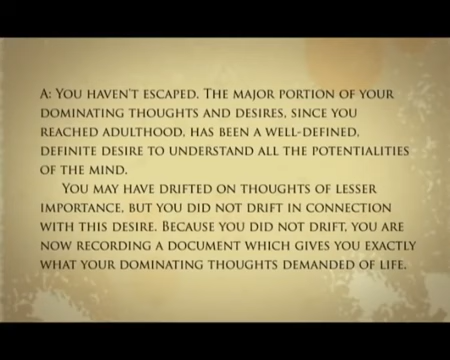 A: You haven't escaped. The major portion of your
dominating thoughts and desires, since you
reached adulthood, has been a well-defined,
definite desire to understand all the potentialities
of the mind.
You may have drifted on thoughts of lesser
importance, but you did not drift in connection
with this desire. Because you did not drift, you are
now recording a document which gives you exactly
what your dominating thoughts demanded of life.